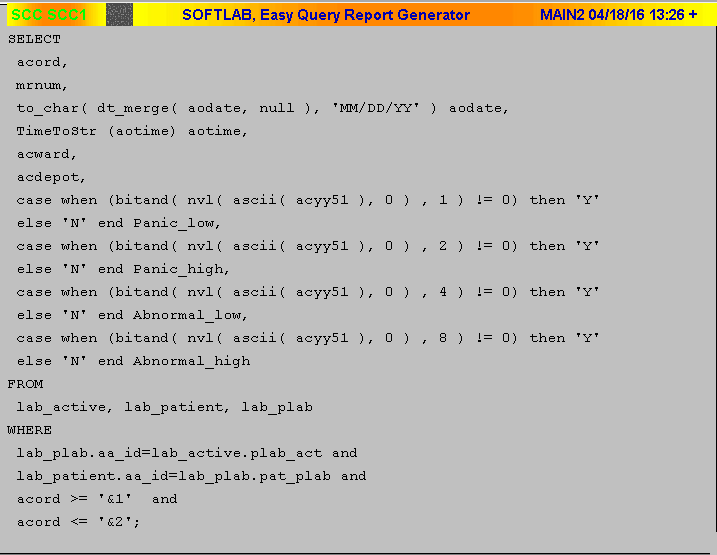 SCC SCC1 SOFTLAB, Easy Query Report Generator MAIN2 04/18/16 13:26 +
SELECT
acord,
mrnum,
to_char( dt_merge( aodate, null ), 'MM/DD/YY' ) aodate,
TimeToStr (aotime) aotime,
acward,
acdepot,
case when (bitand( nvl( ascii( acyy51 ), 0 ) , 1 ) != 0) then 'Y'
else 'N' end Panic_low,
case when (bitand( nvl( ascii( acyy51 ), 0 ) , 2 ) != 0) then 'Y'
else 'N' end Panic_high,
case when (bitand( nvl( ascii( acyy51 ), 0 ) , 4 ) != 0) then 'Y'
else 'N' end Abnormal_low,
case when (bitand( nvl( ascii( acyy51 ), 0 ) , 8 ) != 0) then 'Y'
else 'N' end Abnormal_high
FROM
lab_active, lab_patient, lab_plab
WHERE
lab_plab.aa_id=lab_active.plab_act and
lab_patient.aa_id=lab_plab.pat_plab and
acord >= '&1'  and
acord <= '&2';